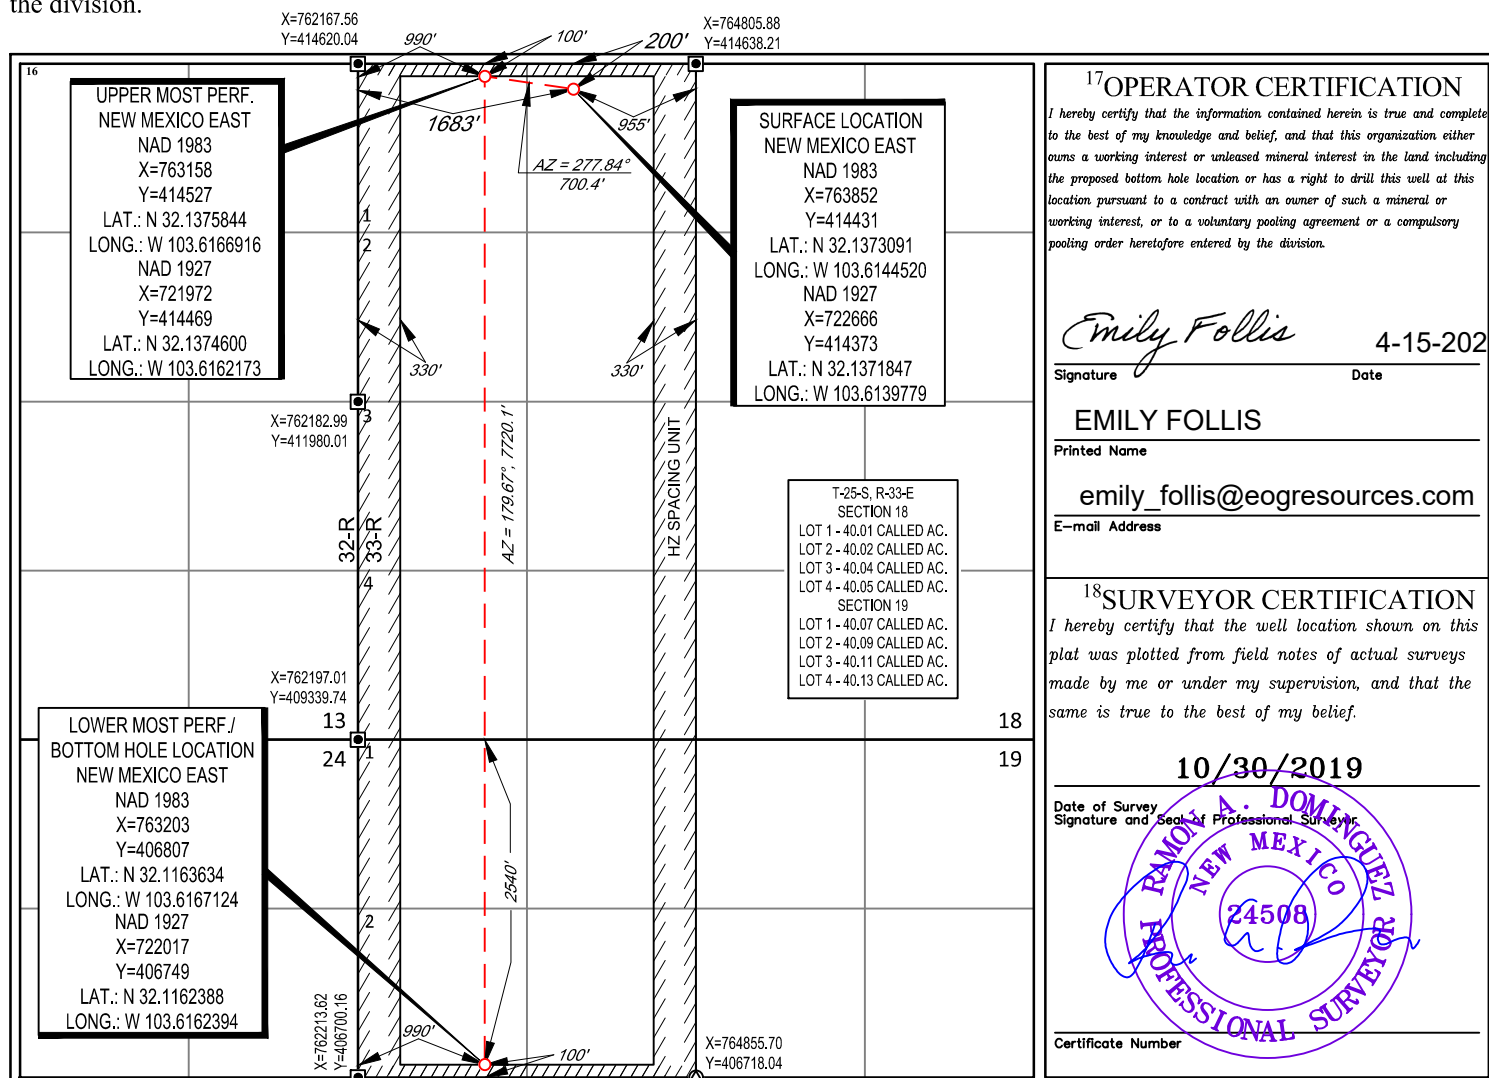 the division.
X=762167.56
Y=414620.04
990'
100'
200'
X=764805.88
Y=414638.21
16
UPPER MOST PERF.
NEW MEXICO EAST
NAD 1983
X=763158
Y=414527
LAT.: N 32.1375844
LONG.: W 103.6166916
NAD 1927
X=721972
Y=414469
LAT.: N 32.1374600
LONG.: W 103.6162173
1683'
955'
AZ = 277.84°
700.4'
SURFACE LOCATION
NEW MEXICO EAST
NAD 1983
X=763852
Y=414431
LAT.: N 32.1373091
LONG.: W 103.6144520
NAD 1927
X=722666
Y=414373
LAT.: N 32.1371847
LONG.: W 103.6139779
1
2
330'
330'
X=762182.99
Y=411980.01
3
AZ = 179.67°, 7720.1'
HZ SPACING UNIT
32-R
33-R
4
T-25-S, R-33-E
SECTION 18
LOT 1 - 40.01 CALLED AC.
LOT 2 - 40.02 CALLED AC.
LOT 3 - 40.04 CALLED AC.
LOT 4 - 40.05 CALLED AC.
SECTION 19
LOT 1 - 40.07 CALLED AC.
LOT 2 - 40.09 CALLED AC.
LOT 3 - 40.11 CALLED AC.
LOT 4 - 40.13 CALLED AC.
X=762197.01
Y=409339.74
13
18
24
1
19
LOWER MOST PERF./
BOTTOM HOLE LOCATION
NEW MEXICO EAST
NAD 1983
X=763203
Y=406807
LAT.: N 32.1163634
LONG.: W 103.6167124
NAD 1927
X=722017
Y=406749
LAT.: N 32.1162388
LONG.: W 103.6162394
2540'
2
X=762213.62
Y=406700.16
990'
100'
X=764855.70
Y=406718.04
17OPERATOR CERTIFICATION
I hereby certify that the information contained herein is true and complete
to the best of my knowledge and belief, and that this organization either
owns a working interest or unleased mineral interest in the land including
the proposed bottom hole location or has a right to drill this well at this
location pursuant to a contract with an owner of such a mineral or
working interest, or to a voluntary pooling agreement or a compulsory
pooling order heretofore entered by the division.
Emily Follis
4-15-202
Signature
Date
EMILY FOLLIS
Printed Name
emily_follis@eogresources.com
E-mail Address
18SURVEYOR CERTIFICATION
I hereby certify that the well location shown on this
plat was plotted from field notes of actual surveys
made by me or under my supervision, and that the
same is true to the best of my belief.
10/30/2019
Date of Survey
Signature and Seal of Professional Surveyor
RAMON A. DOMINGUEZ
NEW MEXICO
24508
PROFESSIONAL SURVEYOR
Certificate Number